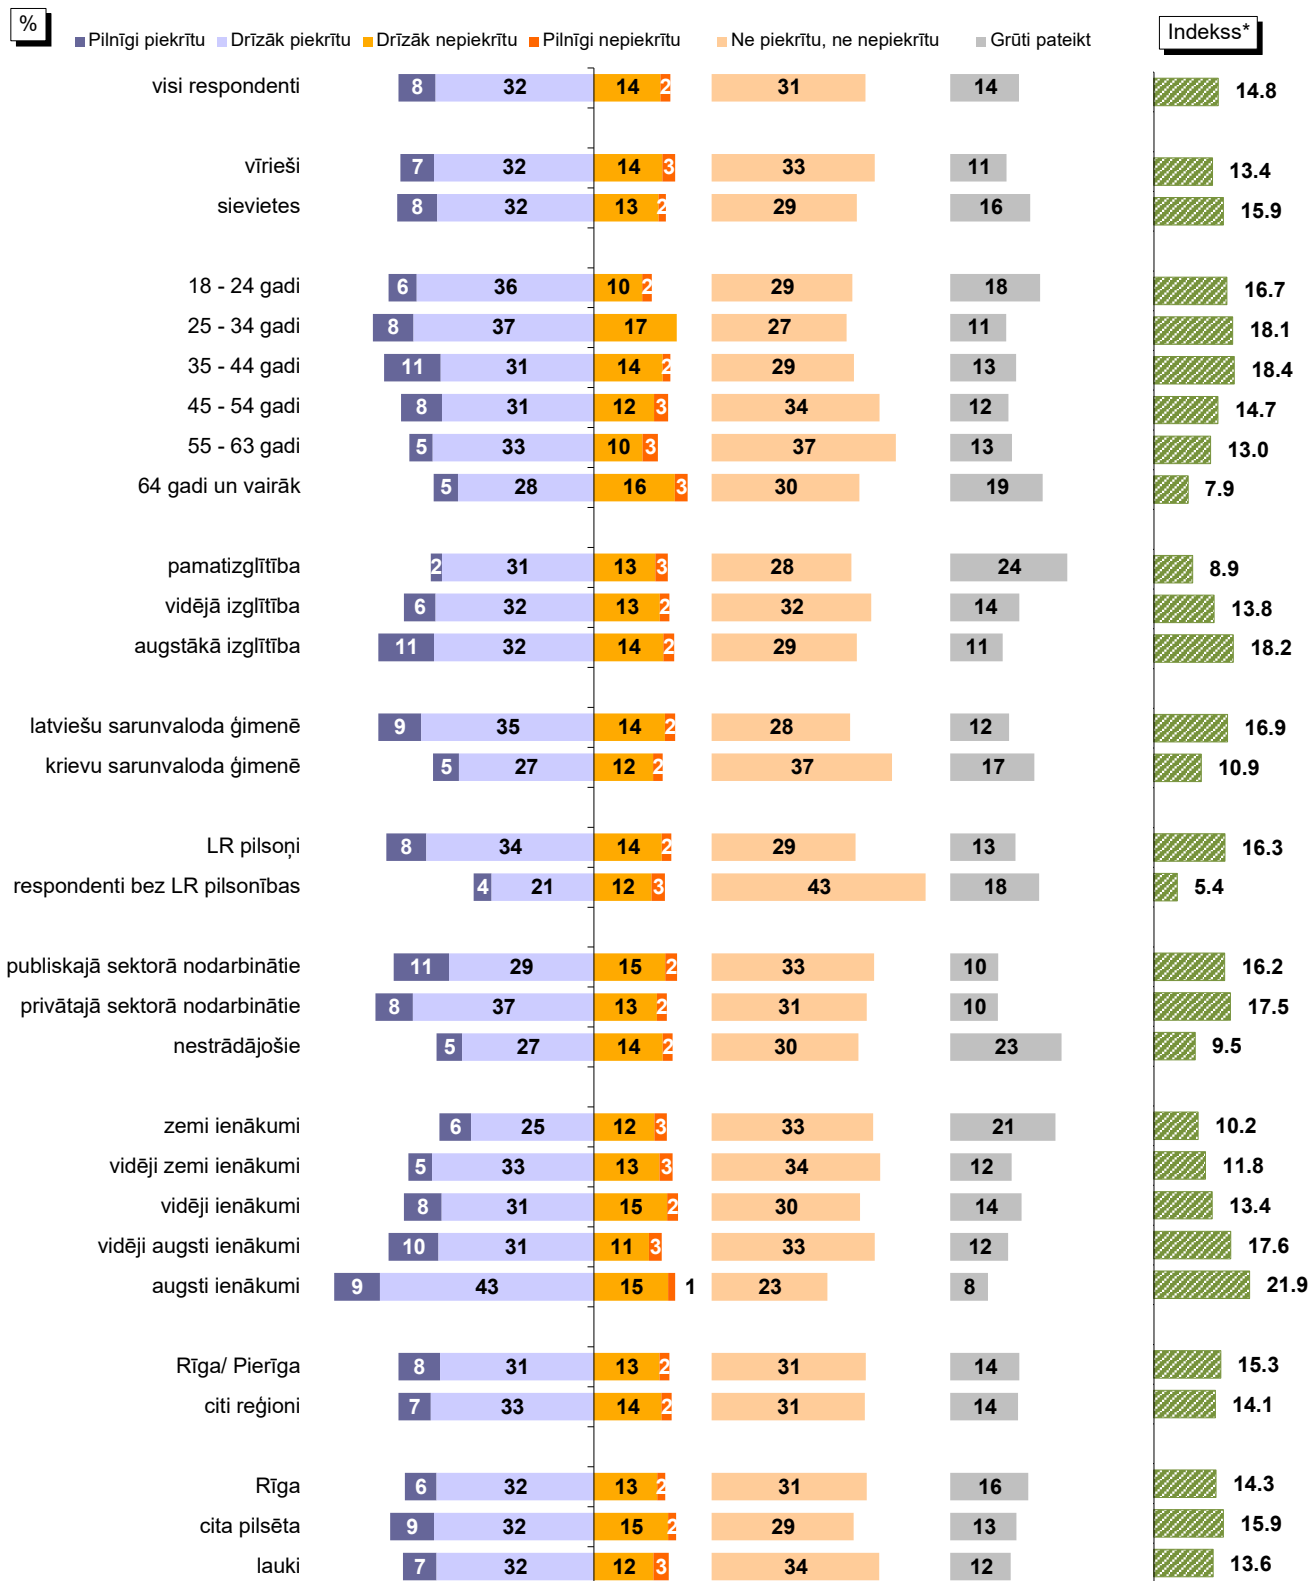 %
Pilnīgi piekrītu Drīzāk piekrītu Drīzāk nepiekrītu Pilnīgi nepiekrītu Ne piekrītu, ne nepiekrītu Grūti pateikt Indekss*
visi respondenti 8 32 14 2 31 14 14.8
vīrieši 7 32 14 3 33 11 13.4
sievietes 8 32 13 2 29 16 15.9
18 - 24 gadi 6 36 10 2 29 18 16.7
25 - 34 gadi 8 37 17 27 11 18.1
35 - 44 gadi 11 31 14 2 29 13 18.4
45 - 54 gadi 8 31 12 3 34 12 14.7
55 - 63 gadi 5 33 10 3 37 13 13.0
64 gadi un vairāk 5 28 16 3 30 19 7.9
pamatizglītība 2 31 13 3 28 24 8.9
vidējā izglītība 6 32 13 2 32 14 13.8
augstākā izglītība 11 32 14 2 29 11 18.2
latviešu sarunvaloda ģimenē 9 35 14 2 28 12 16.9
krievu sarunvaloda ģimenē 5 27 12 2 37 17 10.9
LR pilsoņi 8 34 14 2 29 13 16.3
respondenti bez LR pilsonības 4 21 12 3 43 18 5.4
publiskajā sektorā nodarbinātie 11 29 15 2 33 10 16.2
privātajā sektorā nodarbinātie 8 37 13 2 31 10 17.5
nestrādājošie 5 27 14 2 30 23 9.5
zemi ienākumi 6 25 12 3 33 21 10.2
vidēji zemi ienākumi 5 33 13 3 34 12 11.8
vidēji ienākumi 8 31 15 2 30 14 13.4
vidēji augsti ienākumi 10 31 11 3 33 12 17.6
augsti ienākumi 9 43 15 1 23 8 21.9
Rīga/ Pierīga 8 31 13 2 31 14 15.3
citi reģioni 7 33 14 2 31 14 14.1
Rīga 6 32 13 2 31 16 14.3
cita pilsēta 9 32 15 2 29 13 15.9
lauki 7 32 12 3 34 12 13.6